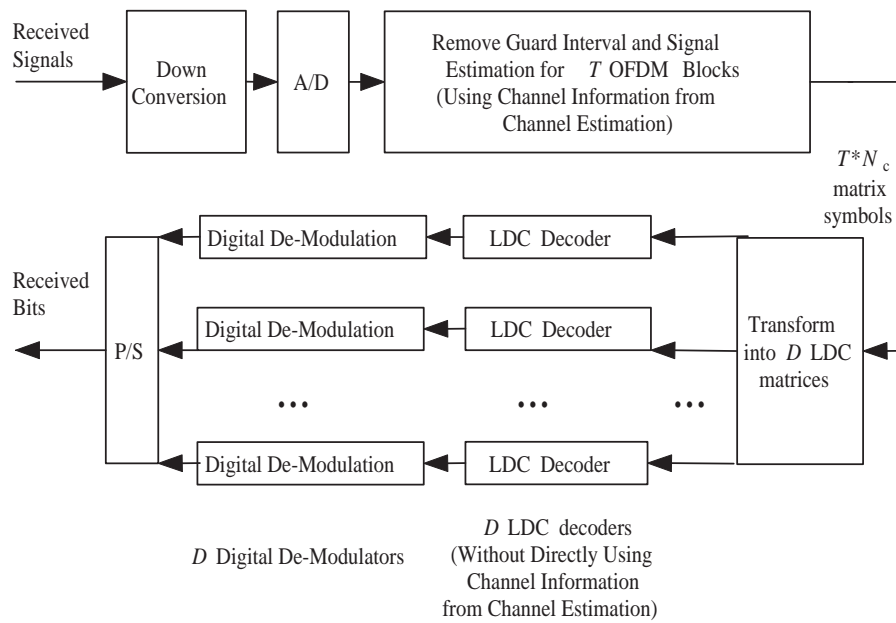 Received
Signals
Down
Conversion
A/D
Remove Guard Interval and Signal
Estimation for T OFDM Blocks
(Using Channel Information from
Channel Estimation)
T*N_c
matrix
symbols
Digital De-Modulation
LDC Decoder
Received
Bits
P/S
Digital De-Modulation
LDC Decoder
Transform
into D LDC
matrices
...
...
...
Digital De-Modulation
LDC Decoder
D Digital De-Modulators
D LDC decoders
(Without Directly Using
Channel Information
from Channel Estimation)